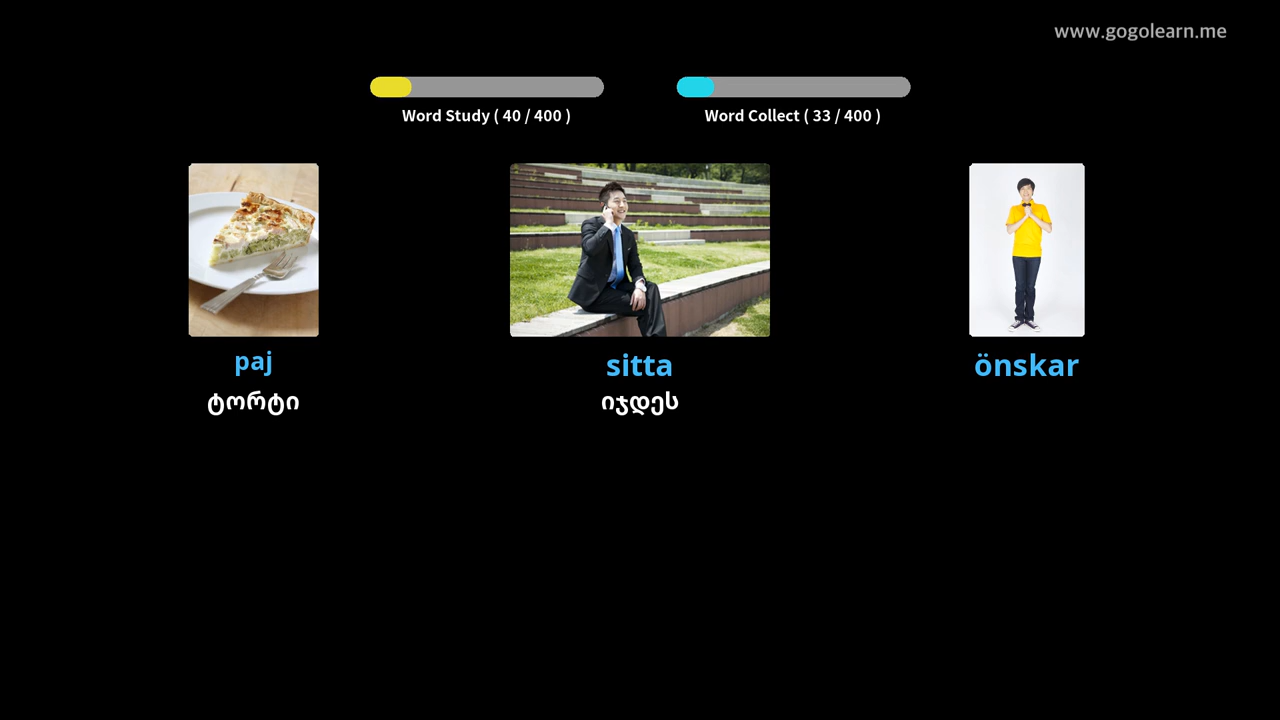 www.gogolearn.me
Word Study ( 40 / 400 )
Word Collect ( 33 / 400 )
paj
ტორტი
sitta
იჯდეს
önskar